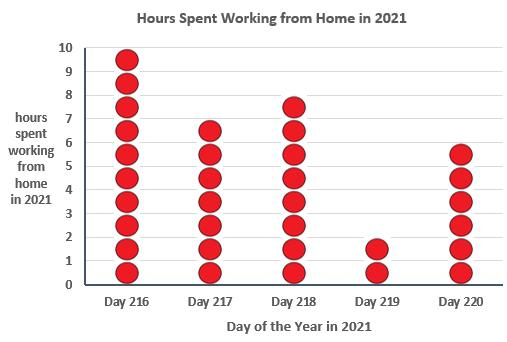 Hours Spent Working from Home in 2021
10
9
8
7
6
5
4
3
2
1
0
hours
spent
working
from
home
in 2021
Day 216 Day 217 Day 218 Day 219 Day 220
Day of the Year in 2021